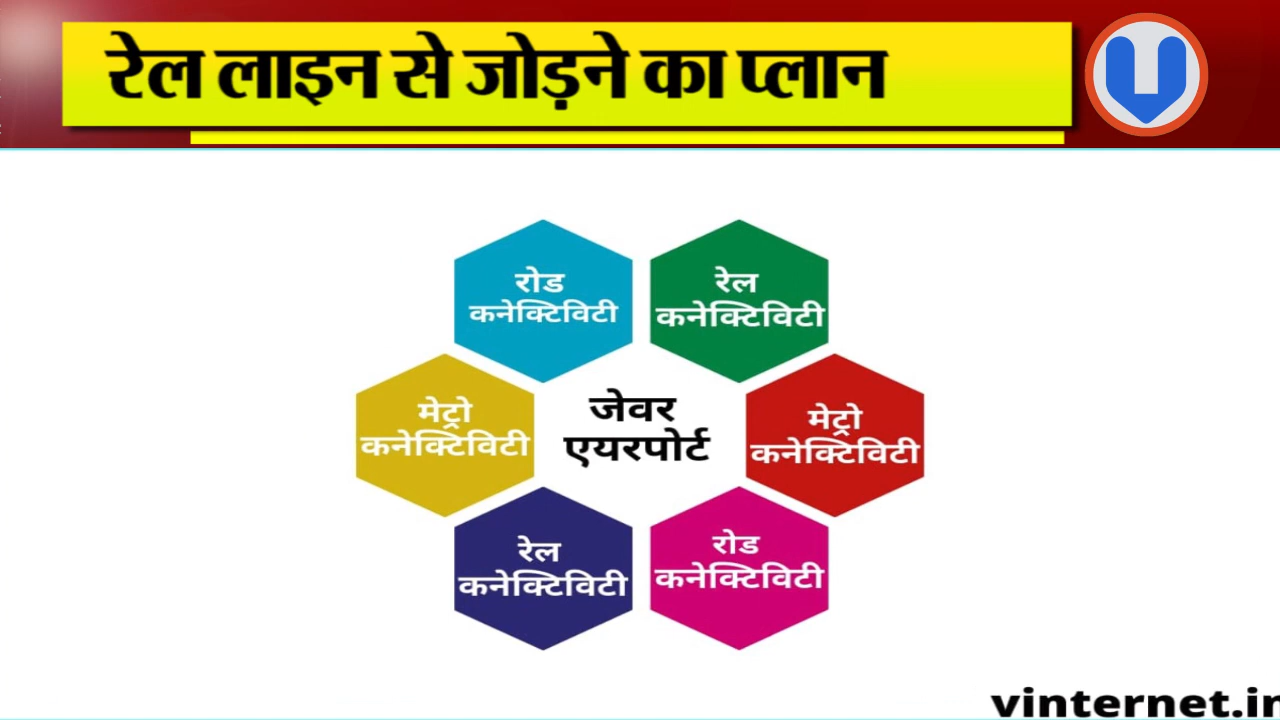 रेल लाइन से जोड़ने का प्लान
रोड
कनेक्टिविटी
रेल
कनेक्टिविटी
मेट्रो
कनेक्टिविटी
जेवर
एयरपोर्ट
मेट्रो
कनेक्टिविटी
रेल
कनेक्टिविटी
रोड
कनेक्टिविटी
vinternet.in